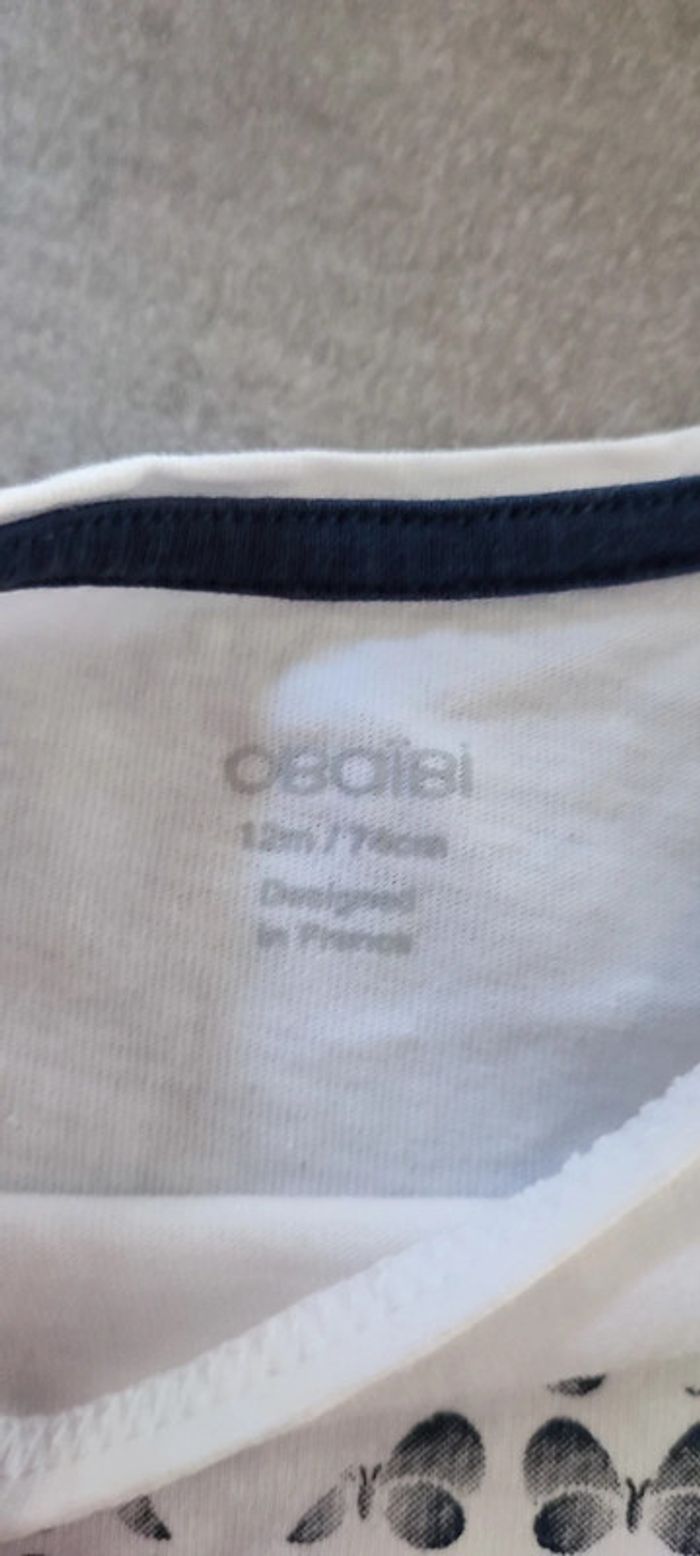 OBaïBi
12m / 74cm
Designed
in France